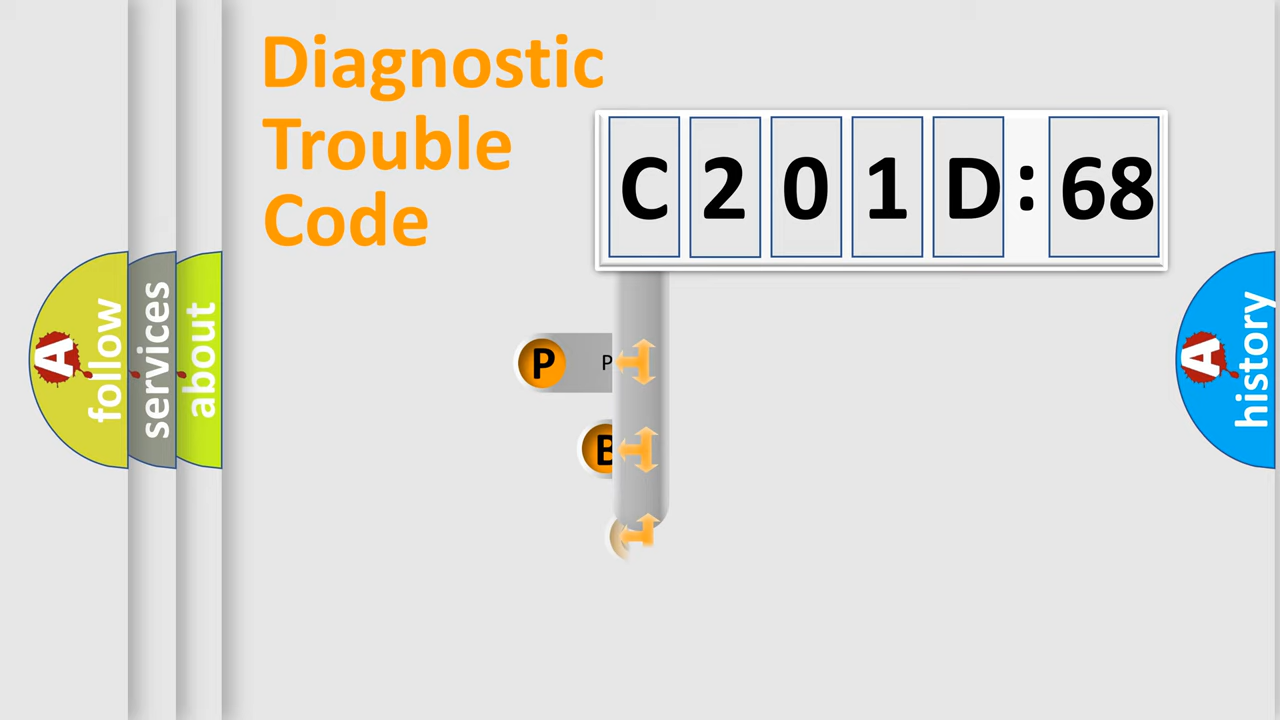 Diagnostic
Trouble
Code
C 2 0 1 D : 68
P P
B
A follow
services
about
A history